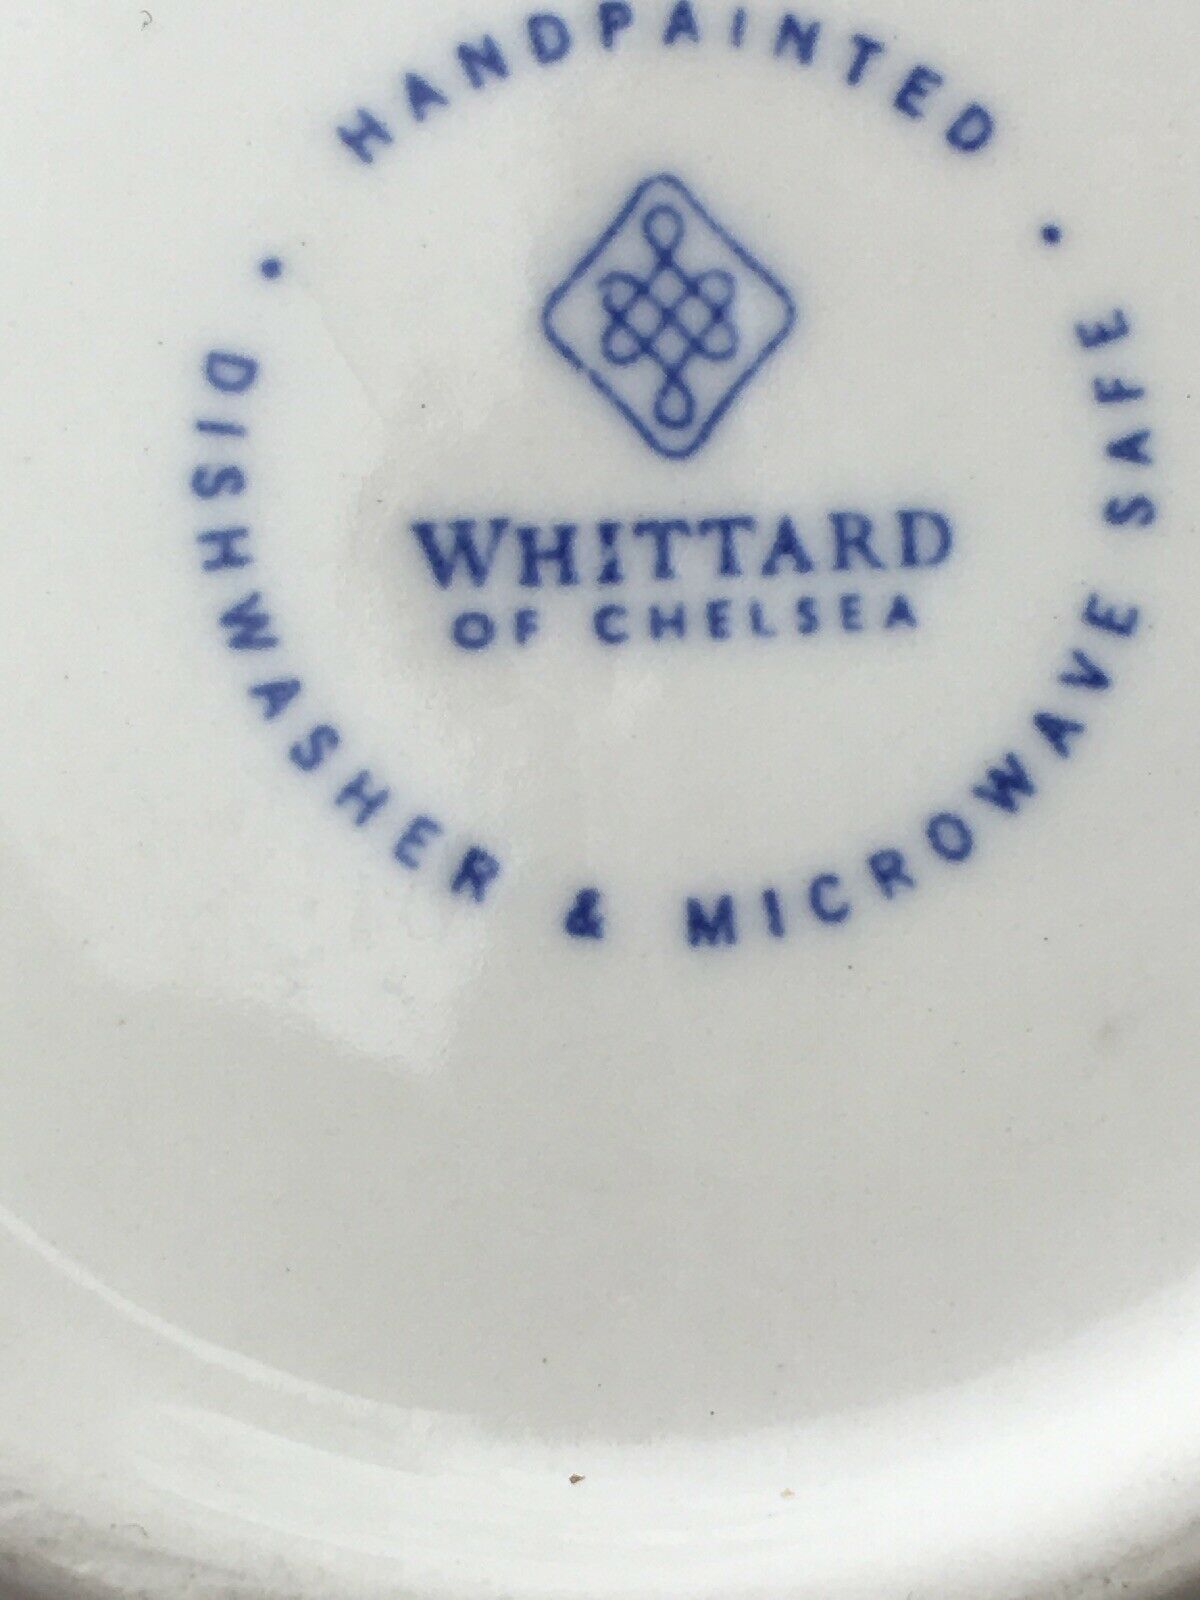 HANDPAINTED
WHITTARD
OF CHELSEA
• DISHWASHER & MICROWAVE SAFE •